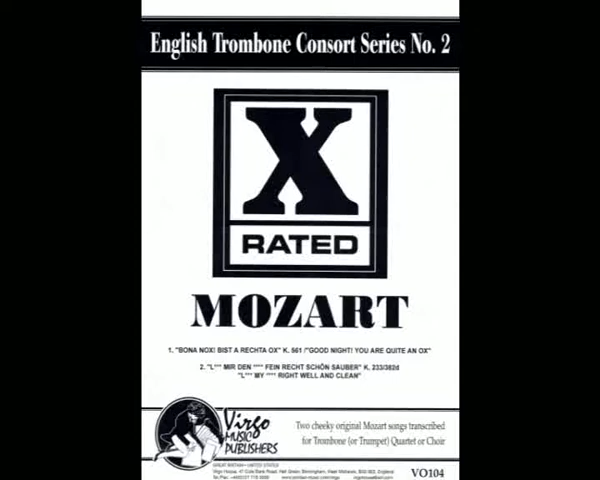 English Trombone Consort Series No. 2
X
RATED
MOZART
1. "BONA NOX! BIST A RECHTA OX" K. 561 /"GOOD NIGHT! YOU ARE QUITE AN OX"
2. "L*** MIR DEN **** FEIN RECHT SCHÖN SAUBER" K. 233/382d
"L*** MY **** RIGHT WELL AND CLEAN"
Virgo
MUSIC
PUBLISHERS
Two cheeky original Mozart songs transcribed
for Trombone (or Trumpet) Quartet or Choir
GREAT BRITAIN • UNITED STATES
VO104